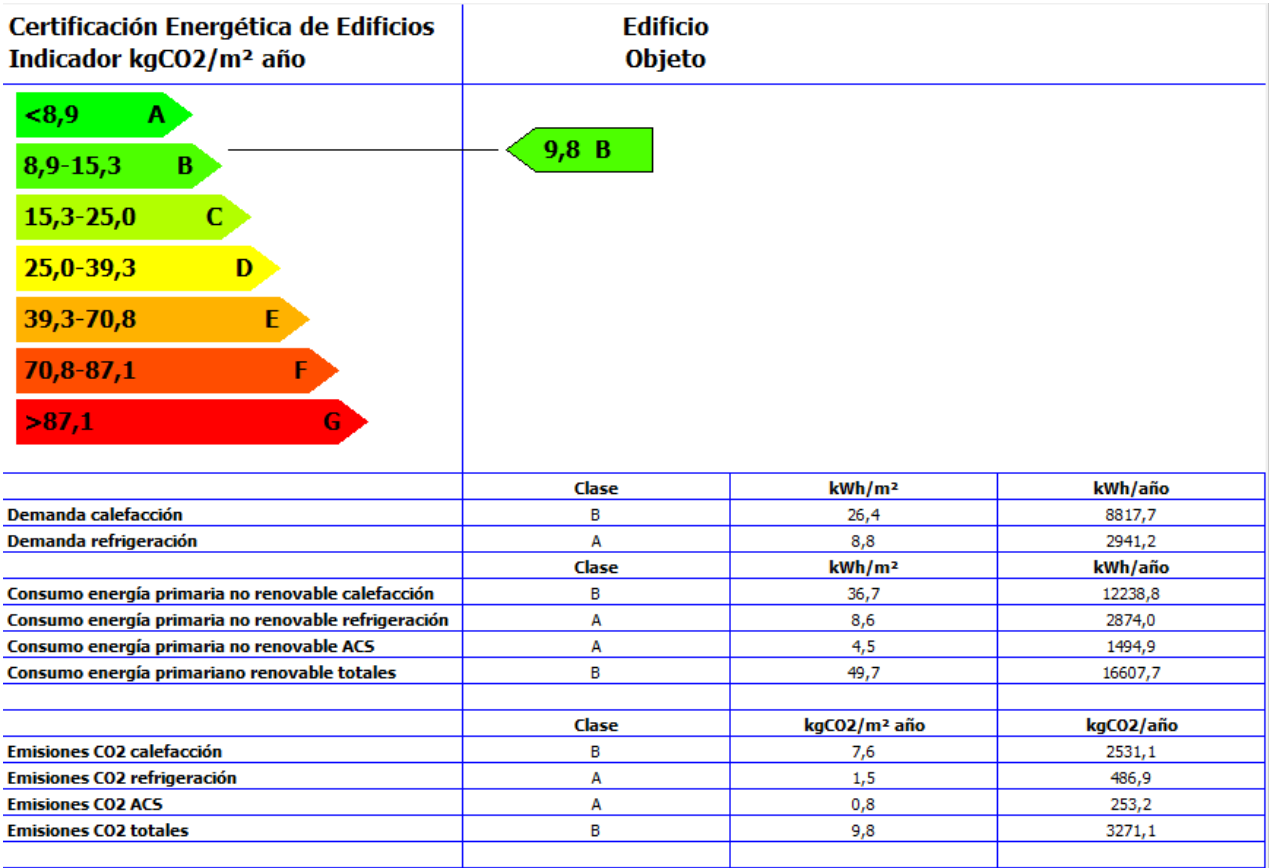 Certificación Energética de Edificios
Indicador kgCO2/m² año
Edificio
Objeto
<8,9 A
8,9-15,3 B
15,3-25,0 C
25,0-39,3 D
39,3-70,8 E
70,8-87,1 F
>87,1 G
9,8 B
Clase kWh/m² kWh/año
Demanda calefacción B 26,4 8817,7
Demanda refrigeración A 8,8 2941,2
Clase kWh/m² kWh/año
Consumo energía primaria no renovable calefacción B 36,7 12238,8
Consumo energía primaria no renovable refrigeración A 8,6 2874,0
Consumo energía primaria no renovable ACS A 4,5 1494,9
Consumo energía primariano renovable totales B 49,7 16607,7
Clase kgCO2/m² año kgCO2/año
Emisiones CO2 calefacción B 7,6 2531,1
Emisiones CO2 refrigeración A 1,5 486,9
Emisiones CO2 ACS A 0,8 253,2
Emisiones CO2 totales B 9,8 3271,1